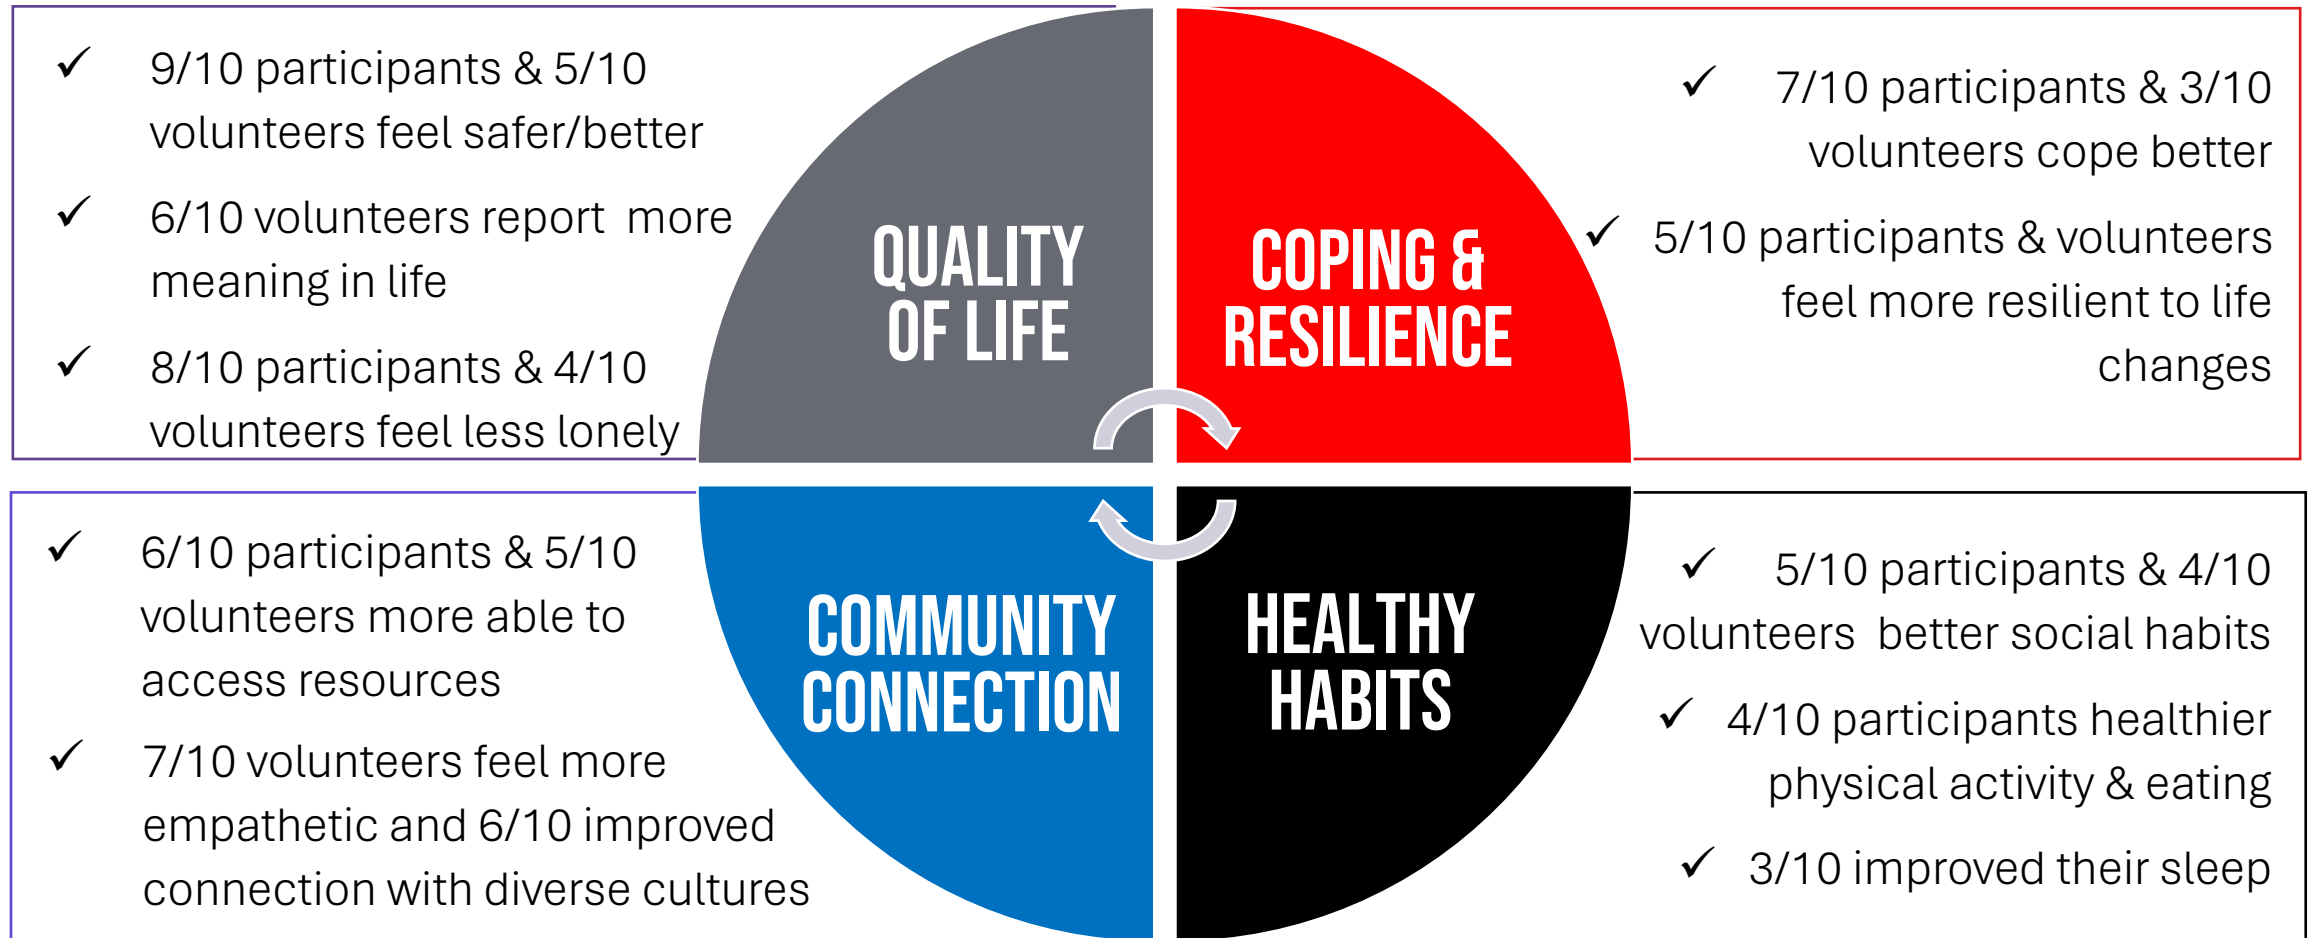 ✓ 9/10 participants & 5/10
volunteers feel safer/better
✓ 6/10 volunteers report  more
meaning in life
✓ 8/10 participants & 4/10
volunteers feel less lonely
QUALITY
OF LIFE
COPING &
RESILIENCE
✓ 7/10 participants & 3/10
volunteers cope better
✓ 5/10 participants & volunteers
feel more resilient to life
changes
✓ 6/10 participants & 5/10
volunteers more able to
access resources
✓ 7/10 volunteers feel more
empathetic and 6/10 improved
connection with diverse cultures
COMMUNITY
CONNECTION
HEALTHY
HABITS
✓ 5/10 participants & 4/10
volunteers  better social habits
✓ 4/10 participants healthier
physical activity & eating
✓ 3/10 improved their sleep